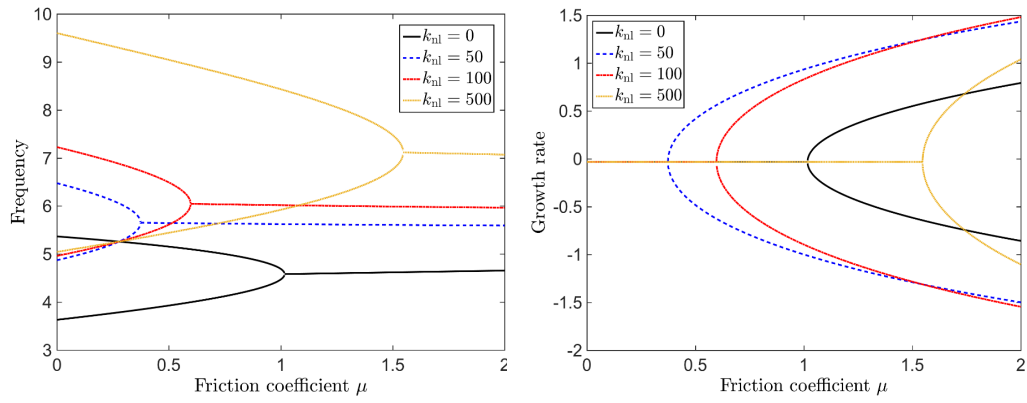 10
9
8
7
6
5
4
3
Frequency
0
0.5
1
1.5
2
Friction coefficient μ
k_nl = 0
k_nl = 50
k_nl = 100
k_nl = 500
1.5
1
0.5
0
-0.5
-1
-1.5
-2
Growth rate
0
0.5
1
1.5
2
Friction coefficient μ
k_nl = 0
k_nl = 50
k_nl = 100
k_nl = 500